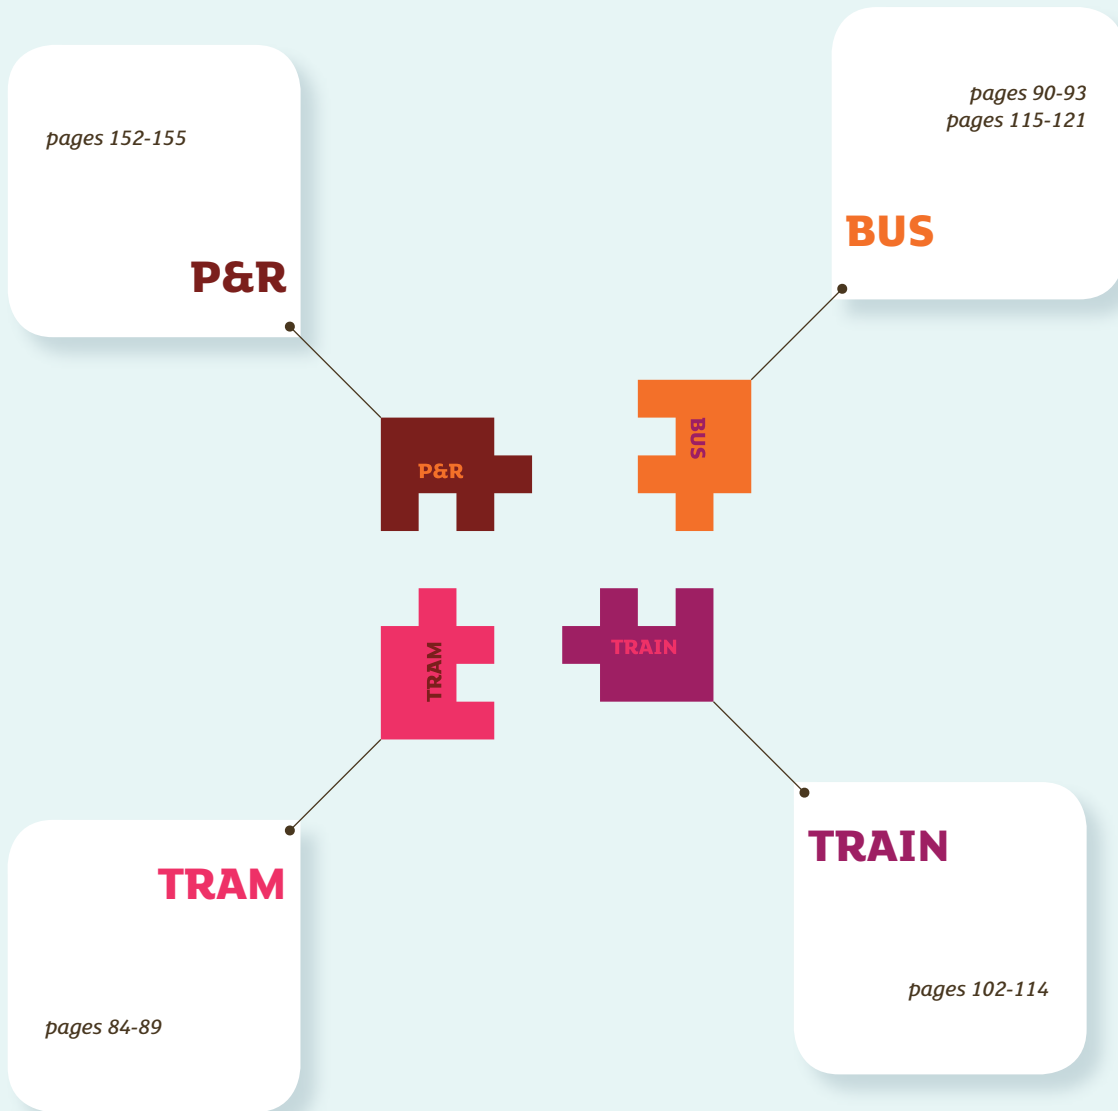 pages 152-155
P&R
pages 90-93
pages 115-121
BUS
P&R
BUS
TRAM
TRAIN
TRAM
pages 84-89
TRAIN
pages 102-114